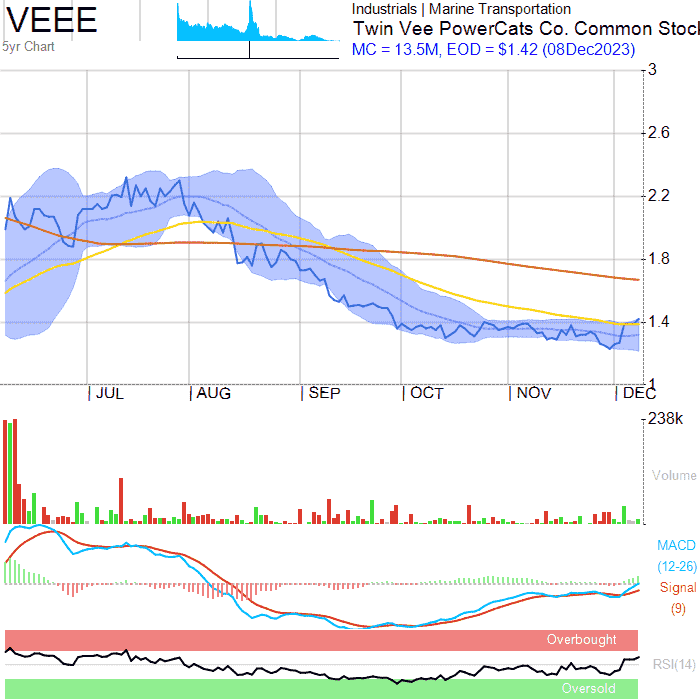 VEEE
5yr Chart
Industrials | Marine Transportation
Twin Vee PowerCats Co. Common Stoc
MC = 13.5M, EOD = $1.42 (08Dec2023)
3
2.6
2.2
1.8
1.4
1
JUL AUG SEP OCT NOV DEC
238k
Volume
MACD
(12-26)
Signal
(9)
Overbought
RSI(14)
Oversold